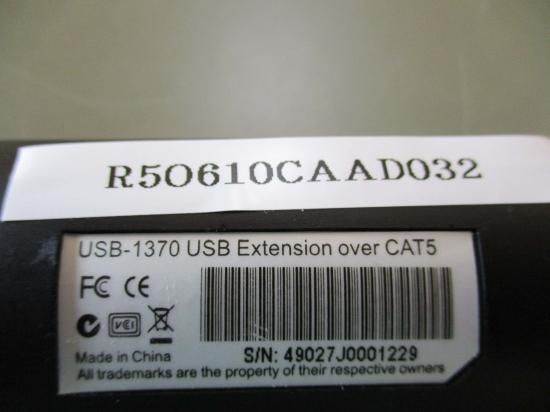 R50610CAAD032
USB-1370 USB Extension over CAT5
FC CE
VCI
Made in China
S/N: 49027J0001229
All trademarks are the property of their respective owners